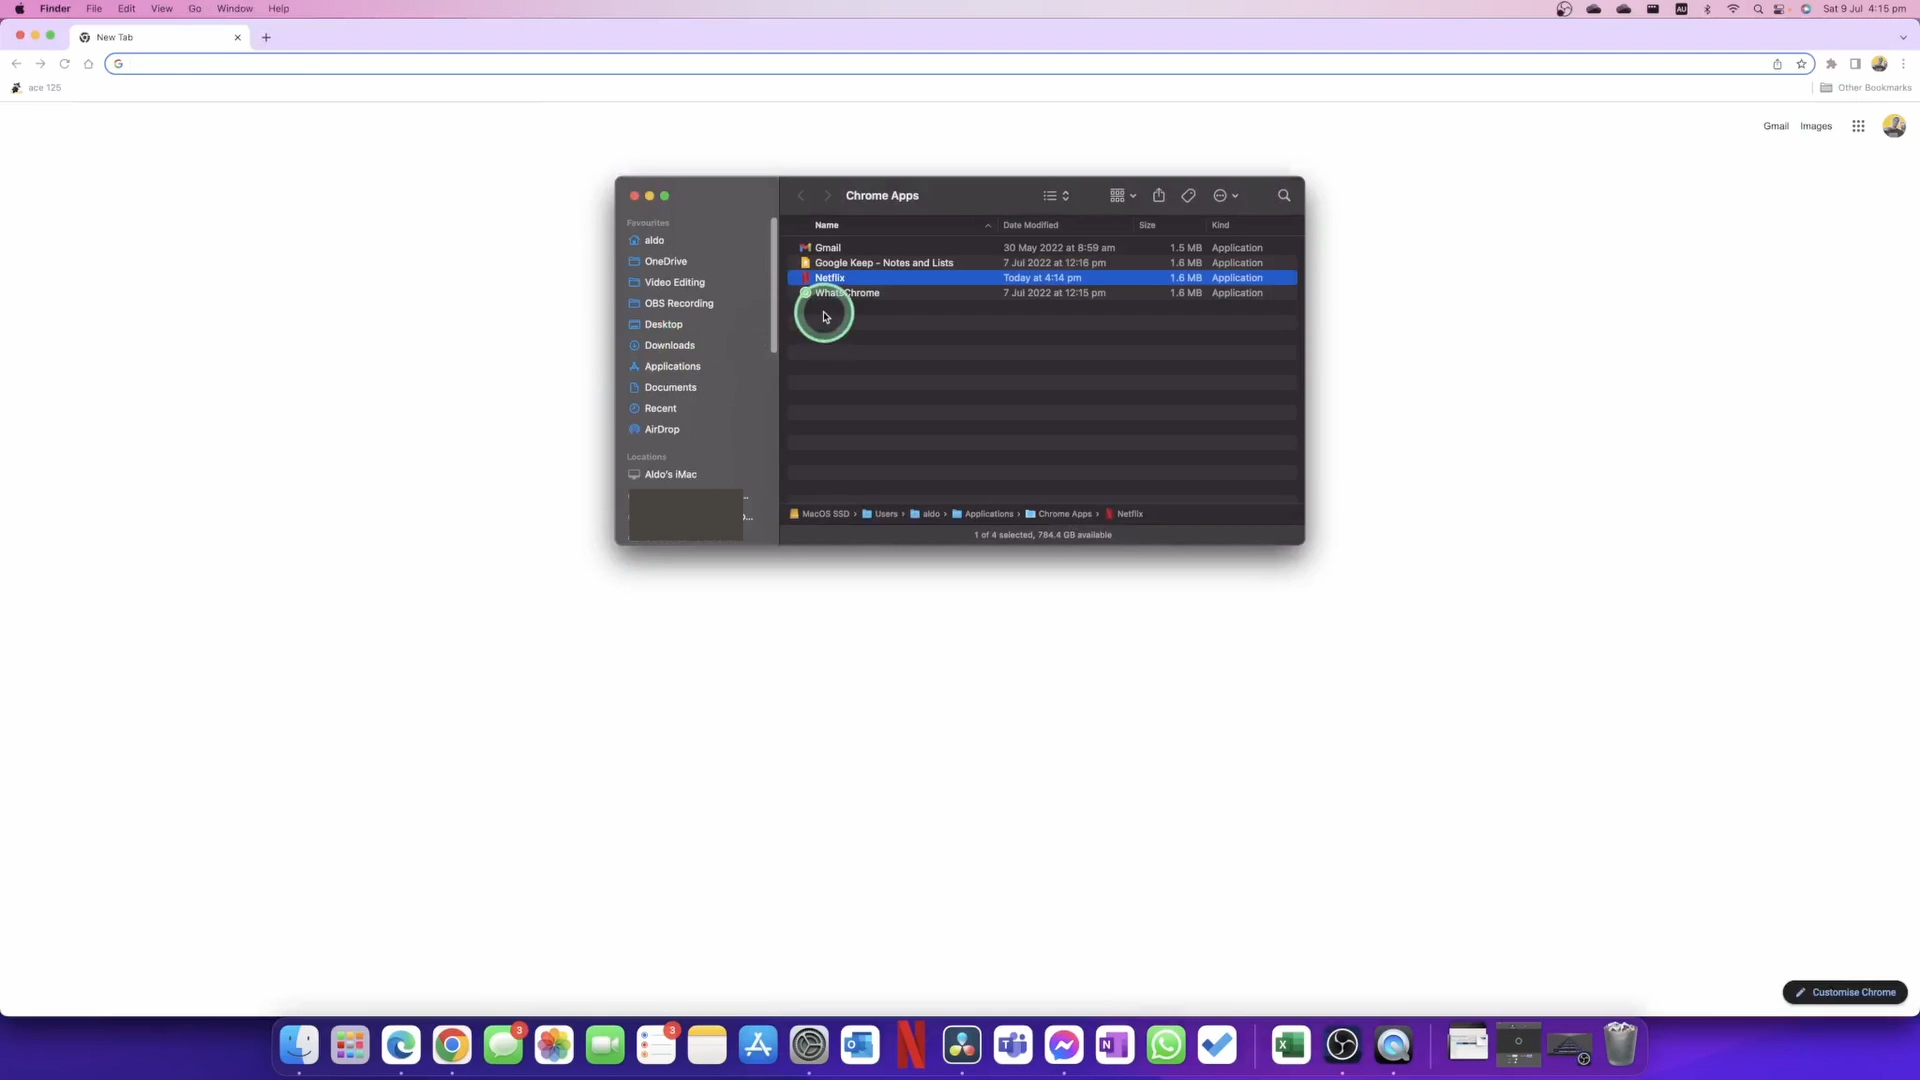 Finder File Edit View Go Window Help
AU
Sat 9 Jul 4:15 pm
New Tab
ace 125
Other Bookmarks
Gmail Images
Chrome Apps
Favourites
aldo
OneDrive
Video Editing
OBS Recording
Desktop
Downloads
Applications
Documents
Recent
AirDrop
Locations
Aldo's iMac
Name Date Modified Size Kind
Gmail 30 May 2022 at 8:59 am 1.5 MB Application
Google Keep - Notes and Lists 7 Jul 2022 at 12:16 pm 1.6 MB Application
Netflix Today at 4:14 pm 1.6 MB Application
WhatsChrome 7 Jul 2022 at 12:15 pm 1.6 MB Application
MacOS SSD › Users › aldo › Applications › Chrome Apps › Netflix
1 of 4 selected, 784.4 GB available
Customise Chrome
3
3